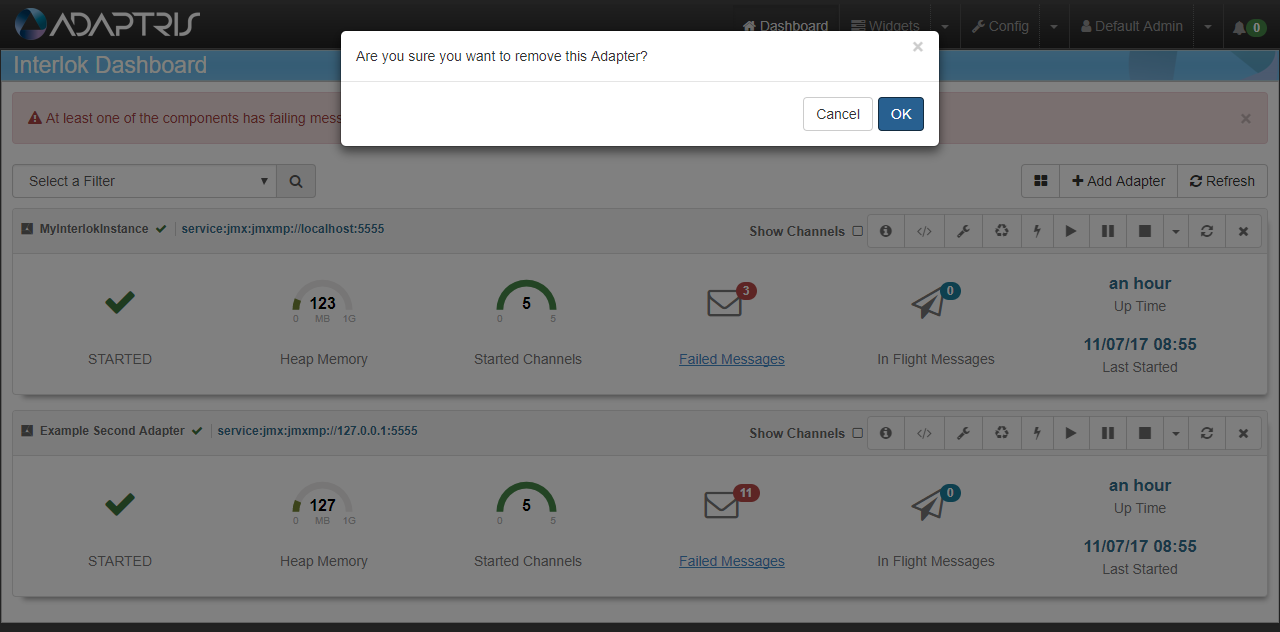 ADAPTRIS
Dashboard Widgets Config Default Admin 0
Interlok Dashboard
Are you sure you want to remove this Adapter? ×
Cancel OK
At least one of the components has failing mess ×
Select a Filter
Add Adapter Refresh
MyInterlokInstance service:jmx:jmxmp://localhost:5555 Show Channels </>
123 5 3 0 an hour
0 MB 1G 0 5 Up Time
11/07/17 08:55
STARTED Heap Memory Started Channels Failed Messages In Flight Messages Last Started
Example Second Adapter service:jmx:jmxmp://127.0.0.1:5555 Show Channels </>
127 5 11 0 an hour
0 MB 1G 0 5 Up Time
11/07/17 08:55
STARTED Heap Memory Started Channels Failed Messages In Flight Messages Last Started